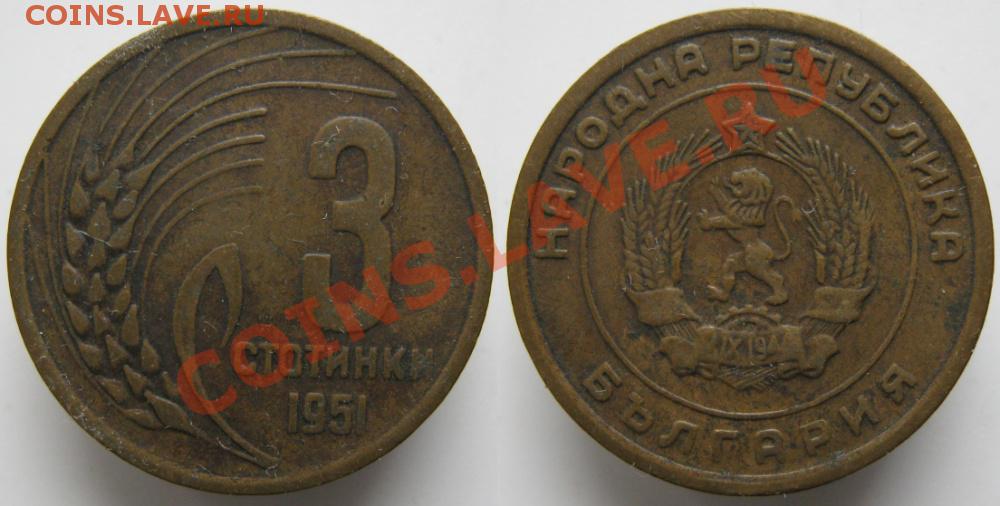 COINS.LAVE.RU
3
СТОТИНКИ
1951
НАРОДНА РЕПУБЛИКА
БЪЛГАРИЯ
IX 1944
COINS.LAVE.RU